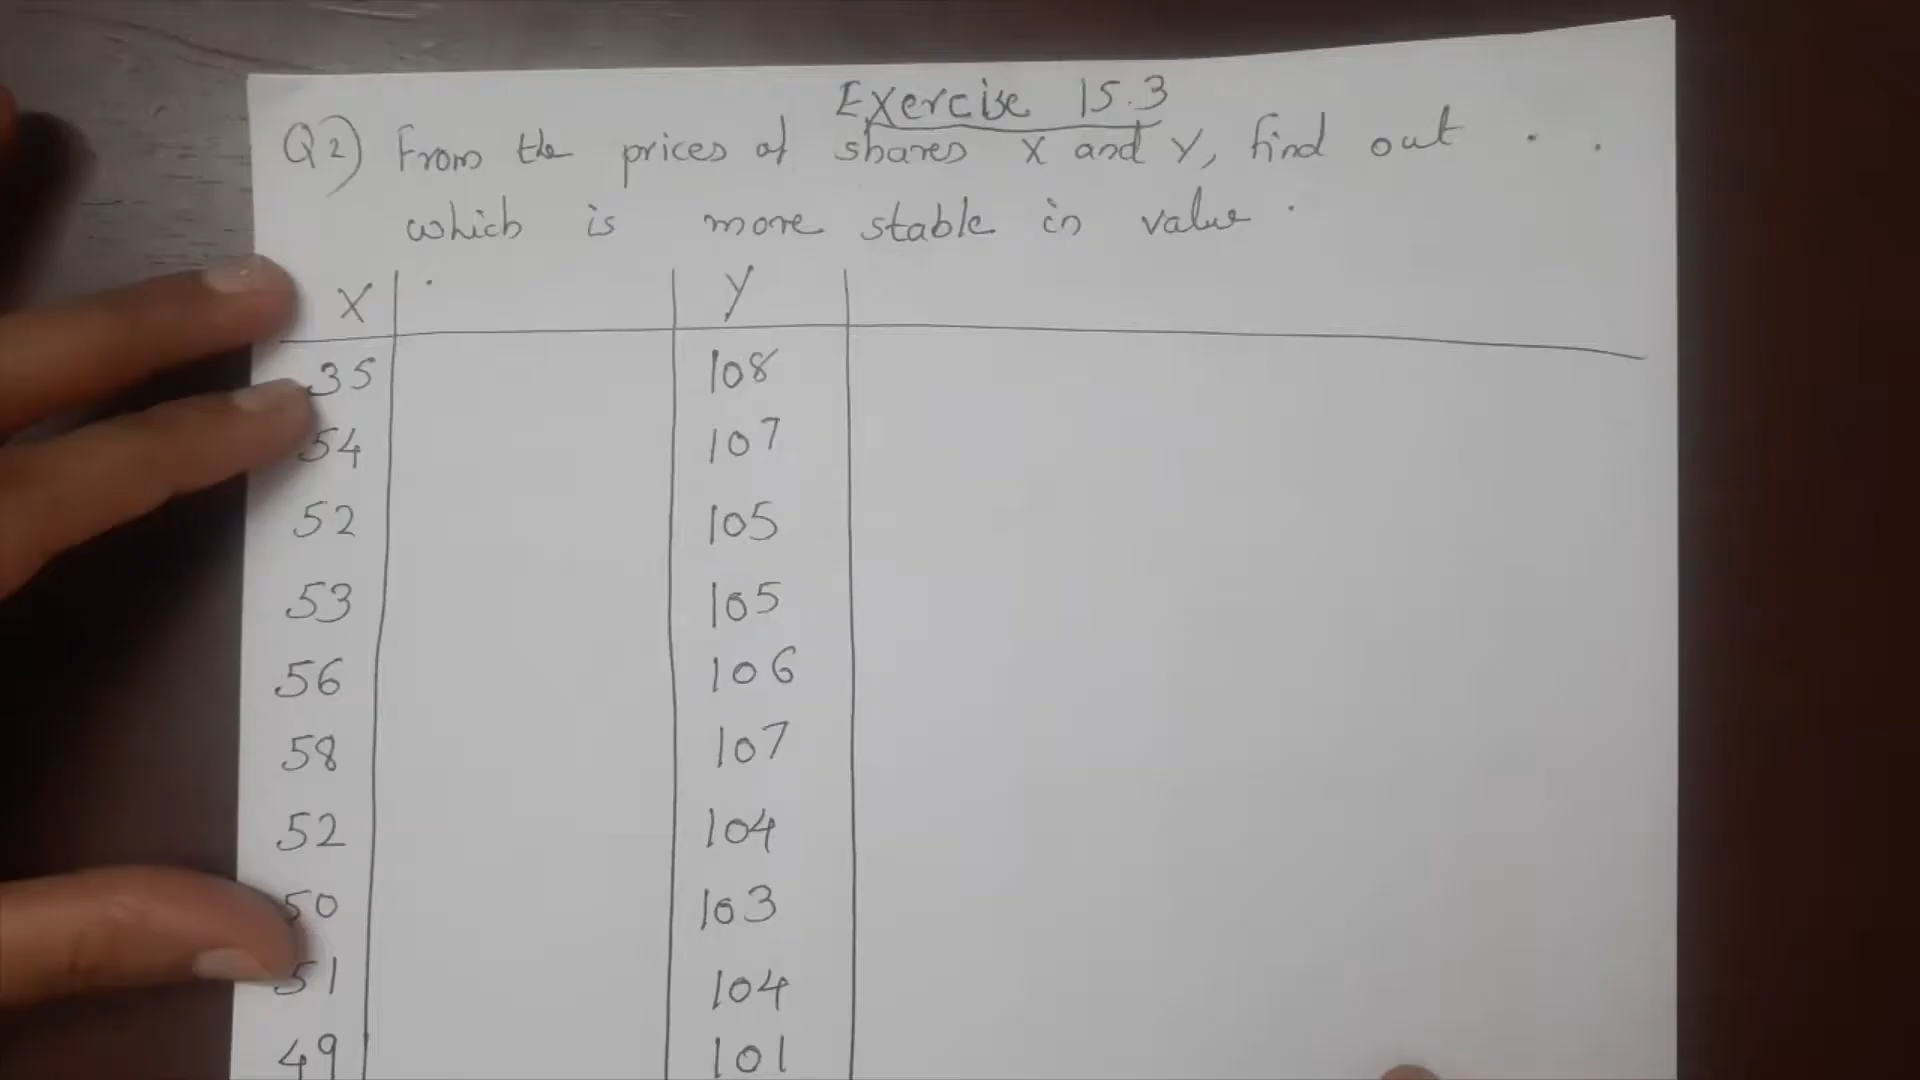 Exercise 15.3
Q2) From the prices of shares X and Y, find out
which is more stable in value.
X Y
35 108
54 107
52 105
53 105
56 106
58 107
52 104
50 103
51 104
49 101